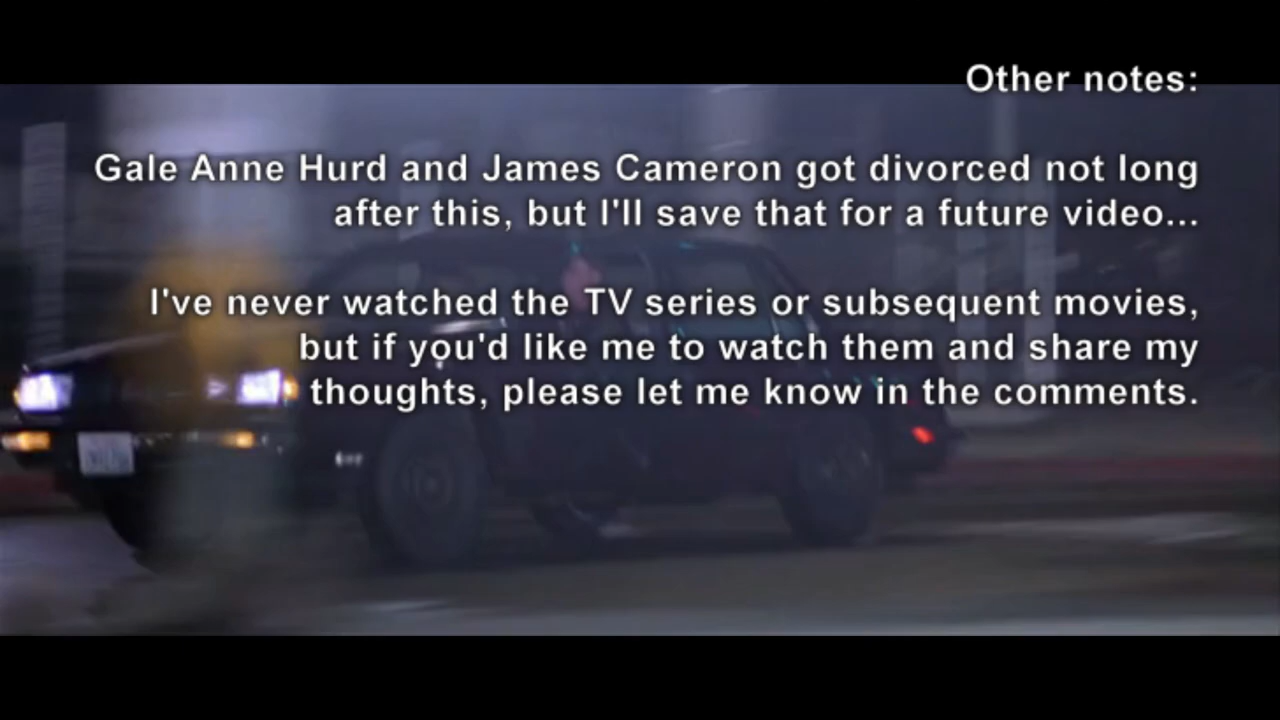 Other notes:
Gale Anne Hurd and James Cameron got divorced not long
after this, but I'll save that for a future video...
I've never watched the TV series or subsequent movies,
but if you'd like me to watch them and share my
thoughts, please let me know in the comments.